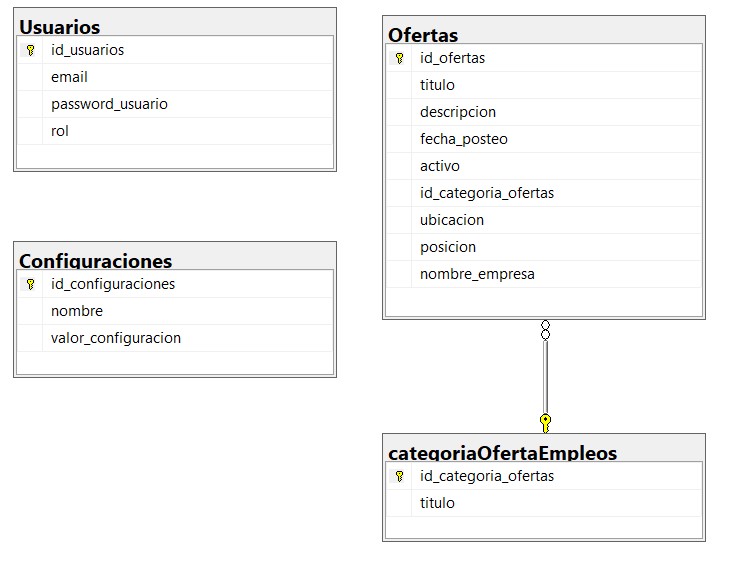 Usuarios
id_usuarios
email
password_usuario
rol
Configuraciones
id_configuraciones
nombre
valor_configuracion
Ofertas
id_ofertas
titulo
descripcion
fecha_posteo
activo
id_categoria_ofertas
ubicacion
posicion
nombre_empresa
categoriaOfertaEmpleos
id_categoria_ofertas
titulo